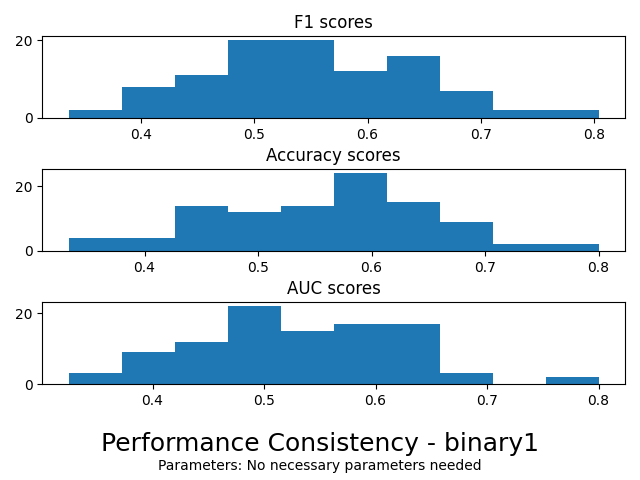 F1 scores
20
0
0.4 0.5 0.6 0.7 0.8
Accuracy scores
20
0
0.4 0.5 0.6 0.7 0.8
AUC scores
20
0
0.4 0.5 0.6 0.7 0.8
Performance Consistency - binary1
Parameters: No necessary parameters needed